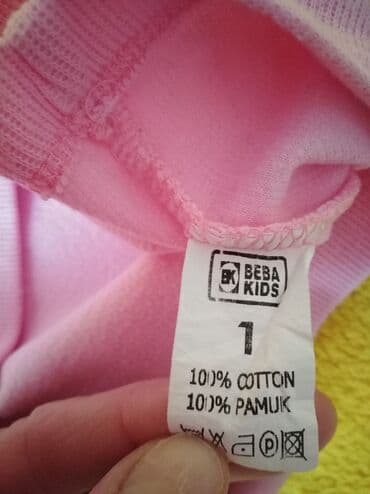 BK BEBA
KIDS
1
100% COTTON
100% PAMUK